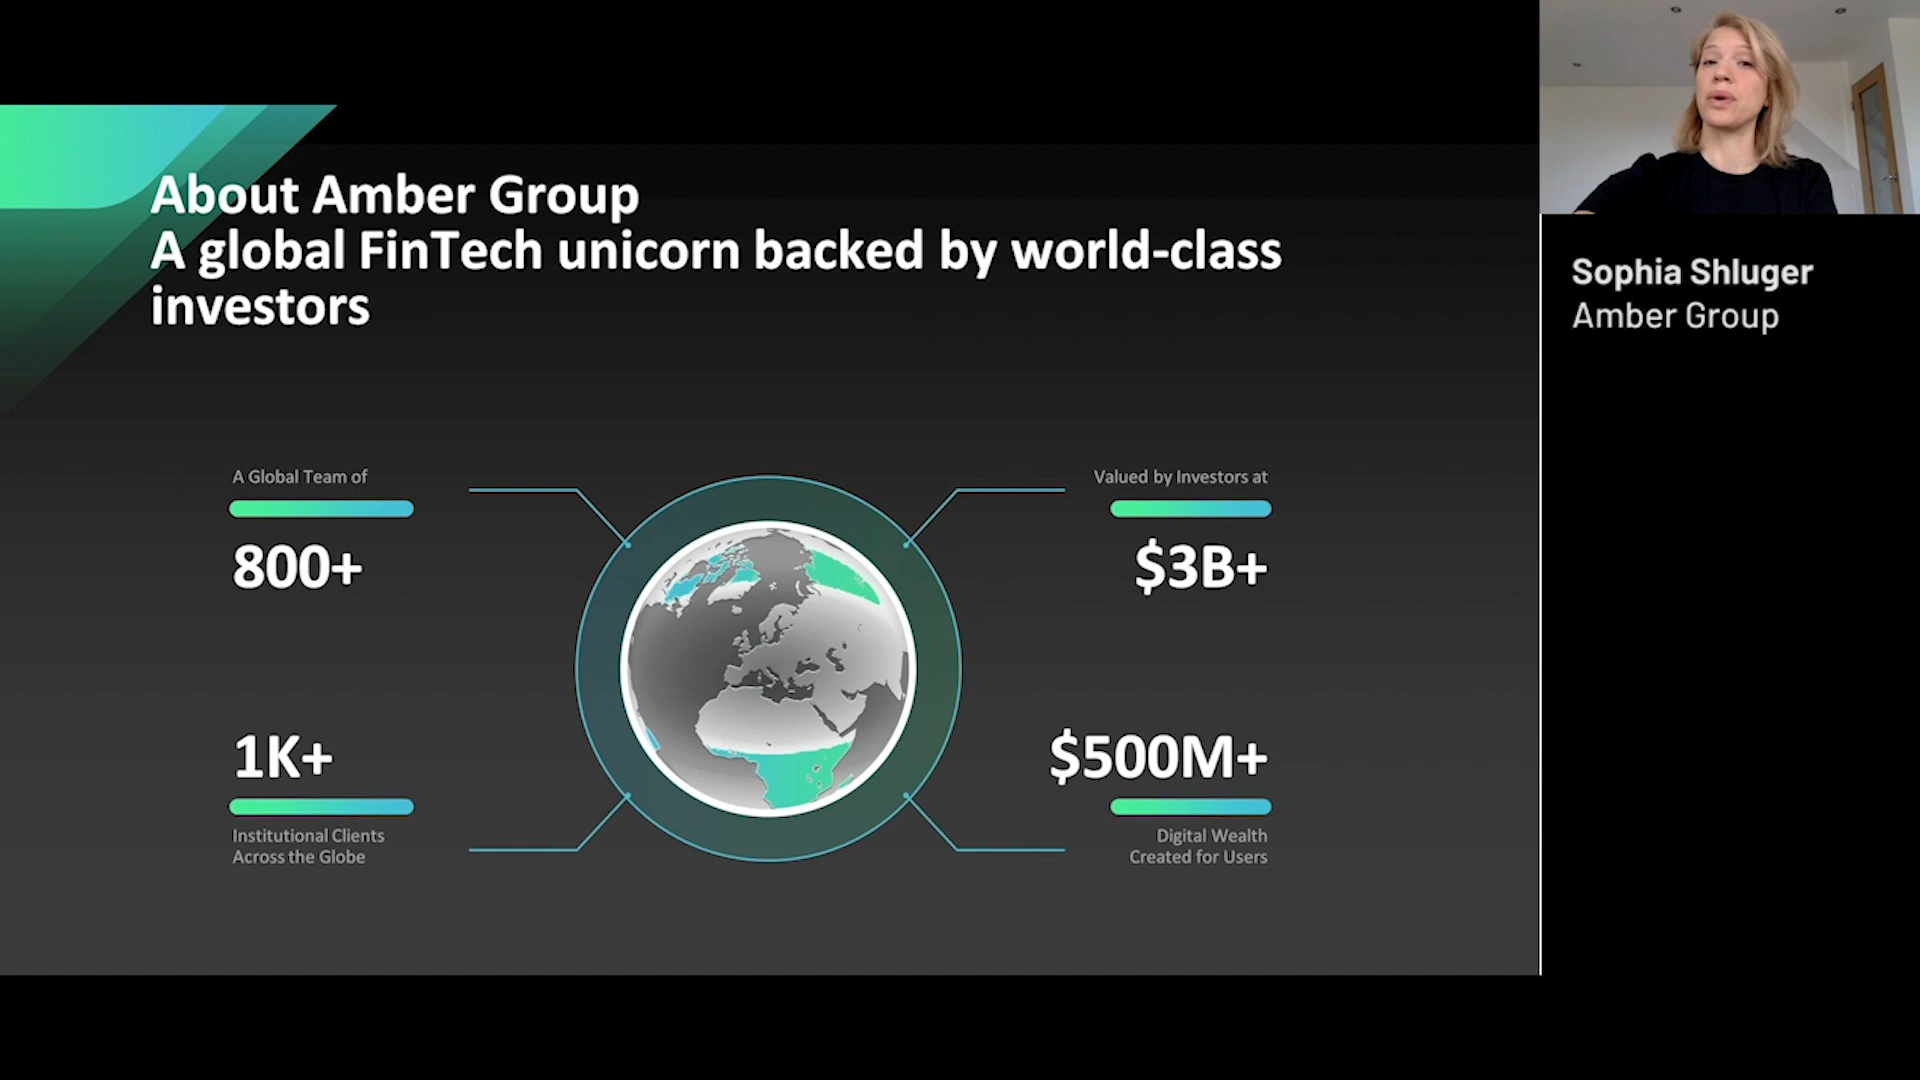 About Amber Group
A global FinTech unicorn backed by world-class
investors
A Global Team of
800+
Valued by Investors at
$3B+
1K+
Institutional Clients
Across the Globe
$500M+
Digital Wealth
Created for Users
Sophia Shluger
Amber Group